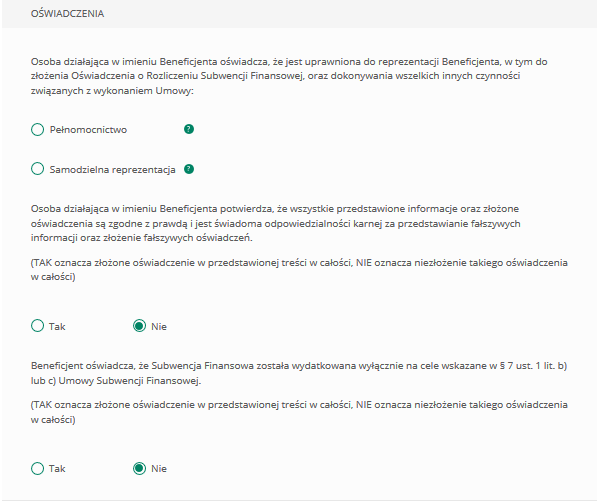 OŚWIADCZENIA
Osoba działająca w imieniu Beneficjenta oświadcza, że jest uprawniona do reprezentacji Beneficjenta, w tym do
złożenia Oświadczenia o Rozliczeniu Subwencji Finansowej, oraz dokonywania wszelkich innych czynności
związanych z wykonaniem Umowy:
Pełnomocnictwo ?
Samodzielna reprezentacja ?
Osoba działająca w imieniu Beneficjenta potwierdza, że wszystkie przedstawione informacje oraz złożone
oświadczenia są zgodne z prawdą i jest świadoma odpowiedzialności karnej za przedstawianie fałszywych
informacji oraz złożenie fałszywych oświadczeń.
(TAK oznacza złożone oświadczenie w przedstawionej treści w całości, NIE oznacza niezłożenie takiego oświadczenia
w całości)
Tak Nie
Beneficjent oświadcza, że Subwencja Finansowa została wydatkowana wyłącznie na cele wskazane w § 7 ust. 1 lit. b)
lub c) Umowy Subwencji Finansowej.
(TAK oznacza złożone oświadczenie w przedstawionej treści w całości, NIE oznacza niezłożenie takiego oświadczenia
w całości)
Tak Nie